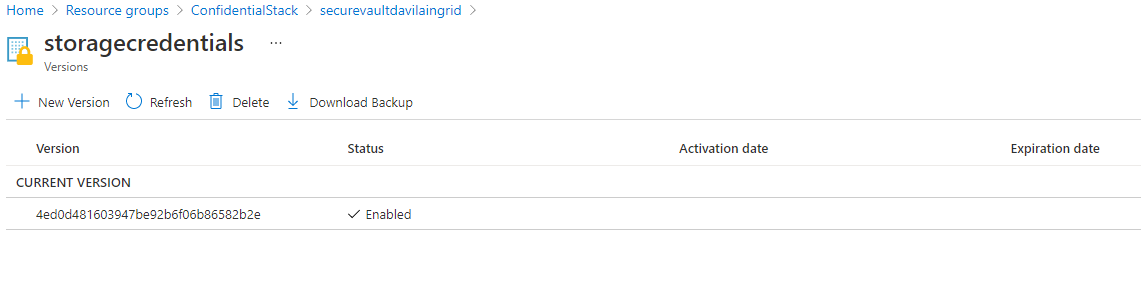 Home > Resource groups > ConfidentialStack > securevaultdavilaingrid >
storagecredentials ...
Versions
+ New Version Refresh Delete Download Backup
Version Status Activation date Expiration date
CURRENT VERSION
4ed0d481603947be92b6f06b86582b2e ✓ Enabled